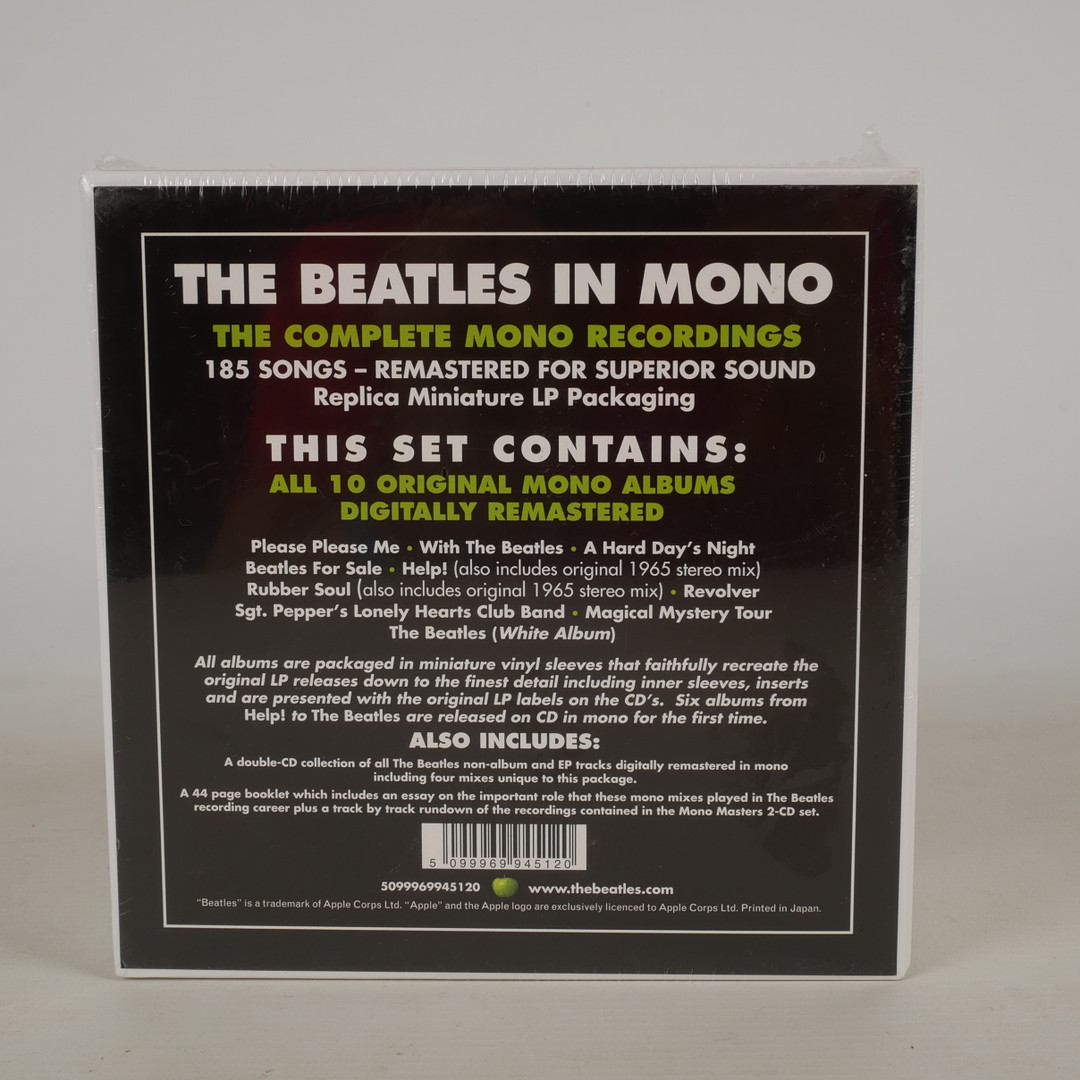 THE BEATLES IN MONO
THE COMPLETE MONO RECORDINGS
185 SONGS – REMASTERED FOR SUPERIOR SOUND
Replica Miniature LP Packaging
THIS SET CONTAINS:
ALL 10 ORIGINAL MONO ALBUMS
DIGITALLY REMASTERED
Please Please Me • With The Beatles • A Hard Day's Night
Beatles For Sale • Help! (also includes original 1965 stereo mix)
Rubber Soul (also includes original 1965 stereo mix) • Revolver
Sgt. Pepper's Lonely Hearts Club Band • Magical Mystery Tour
The Beatles (White Album)
All albums are packaged in miniature vinyl sleeves that faithfully recreate the
original LP releases down to the finest detail including inner sleeves, inserts
and are presented with the original LP labels on the CD's. Six albums from
Help! to The Beatles are released on CD in mono for the first time.
ALSO INCLUDES:
A double-CD collection of all The Beatles non-album and EP tracks digitally remastered in mono
including four mixes unique to this package.
A 44 page booklet which includes an essay on the important role that these mono mixes played in The Beatles
recording career plus a track by track rundown of the recordings contained in the Mono Masters 2-CD set.
5 099969 945120
5099969945120 www.thebeatles.com
"Beatles" is a trademark of Apple Corps Ltd. "Apple" and the Apple logo are exclusively licenced to Apple Corps Ltd. Printed in Japan.